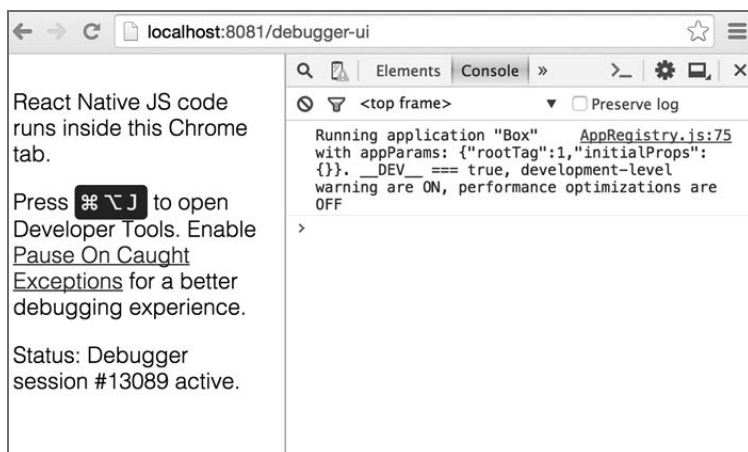 localhost:8081/debugger-ui
React Native JS code
runs inside this Chrome
tab.
Press ⌘⌥J to open
Developer Tools. Enable
Pause On Caught
Exceptions for a better
debugging experience.
Status: Debugger
session #13089 active.
Elements Console »
<top frame> ▼ Preserve log
Running application "Box" AppRegistry.js:75
with appParams: {"rootTag":1,"initialProps":
{}}. __DEV__ === true, development-level
warning are ON, performance optimizations are
OFF
>